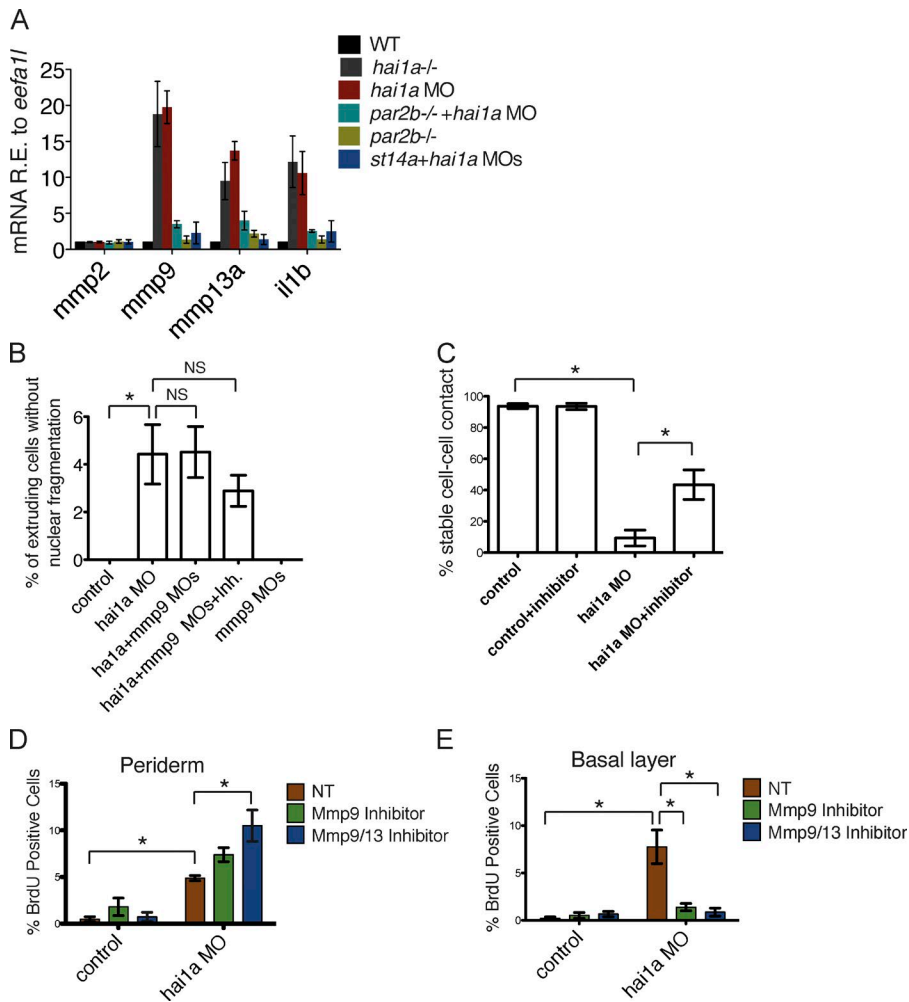 A
WT
hai1a-/-
hai1a MO
par2b-/- +hai1a MO
par2b-/-
st14a+hai1a MOs
mRNA R.E. to eefa1l
25
20
15
10
5
0
mmp2
mmp9
mmp13a
il1b
B
NS
* NS
% of extruding cells without
nuclear fragmentation
6
4
2
0
control
hai1a MO
ha1a+mmp9 MOs
hai1a+mmp9 MOs+Inh.
mmp9 MOs
C
*
*
% stable cell-cell contact
100
80
60
40
20
0
control
control+inhibitor
hai1a MO
hai1a MO+inhibitor
D
Periderm
*
*
% BrdU Positive Cells
15
10
5
0
control
hai1a MO
NT
Mmp9 Inhibitor
Mmp9/13 Inhibitor
E
Basal layer
*
* *
% BrdU Positive Cells
15
10
5
0
control
hai1a MO
NT
Mmp9 Inhibitor
Mmp9/13 Inhibitor